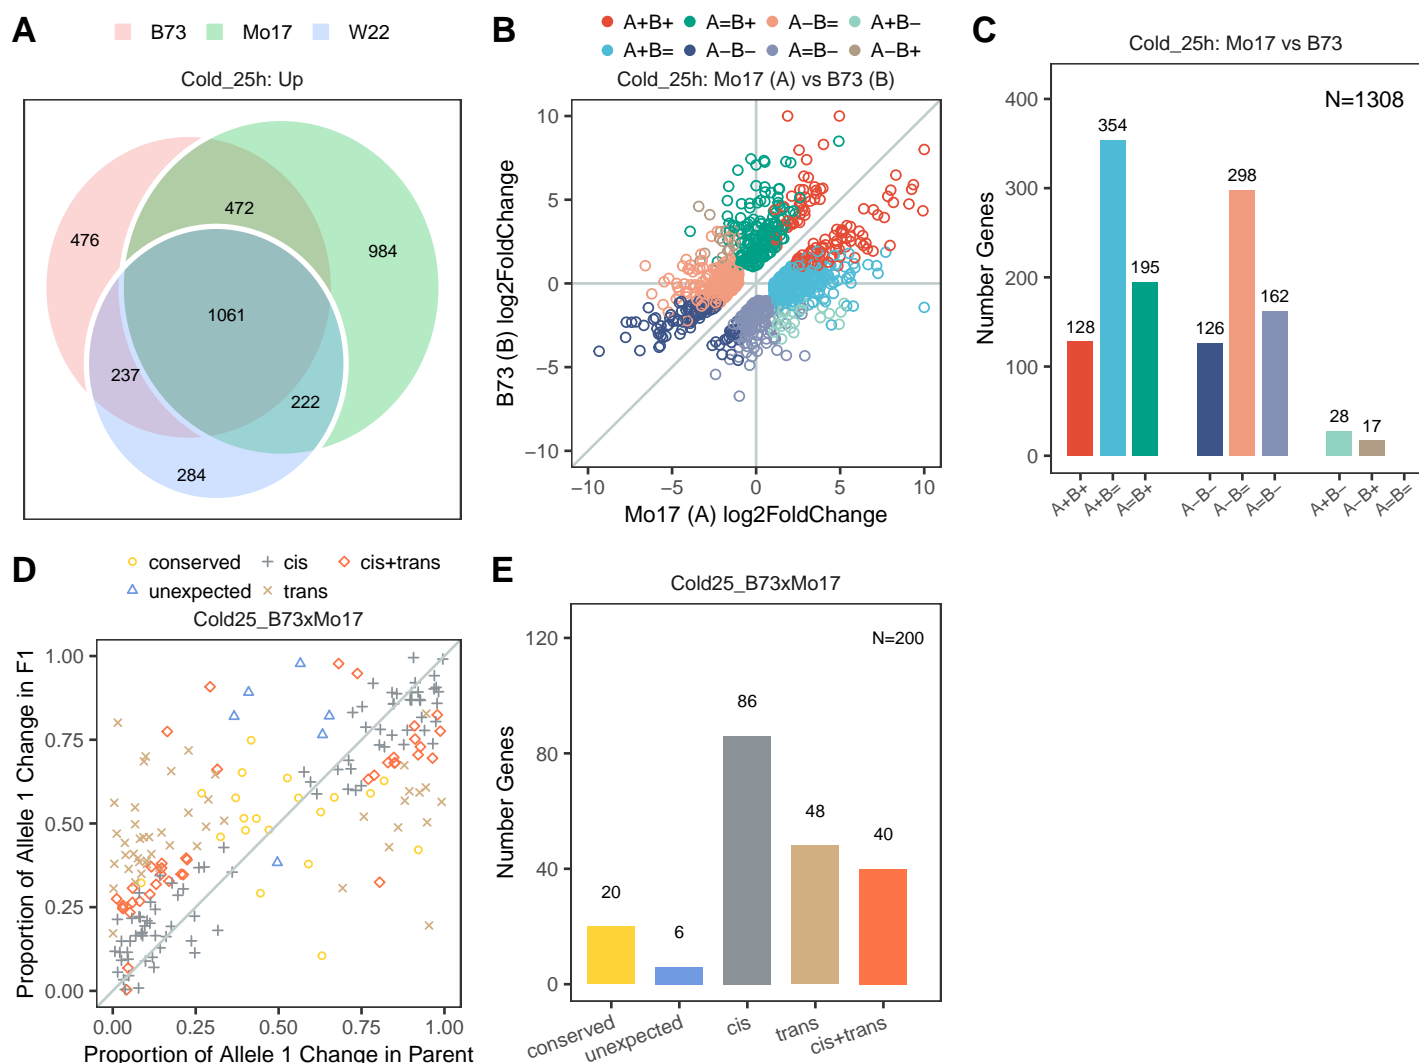 A
B73 Mo17 W22
Cold_25h: Up
476
472
984
1061
237
222
284
B
A+B+ A=B+ A−B= A+B−
A+B= A−B− A=B− A−B+
Cold_25h: Mo17 (A) vs B73 (B)
B73 (B) log2FoldChange
10
5
0
−5
−10
−10 −5 0 5 10
Mo17 (A) log2FoldChange
C
Cold_25h: Mo17 vs B73
N=1308
Number Genes
400
300
200
100
0
128
354
195
126
298
162
28
17
A+B+ A+B= A=B+ A−B− A−B= A=B− A+B− A−B+ A=B=
D
conserved cis cis+trans
unexpected trans
Cold25_B73xMo17
Proportion of Allele 1 Change in F1
1.00
0.75
0.50
0.25
0.00
0.00 0.25 0.50 0.75 1.00
Proportion of Allele 1 Change in Parent
E
Cold25_B73xMo17
N=200
Number Genes
120
80
40
0
20
6
86
48
40
conserved unexpected cis trans cis+trans